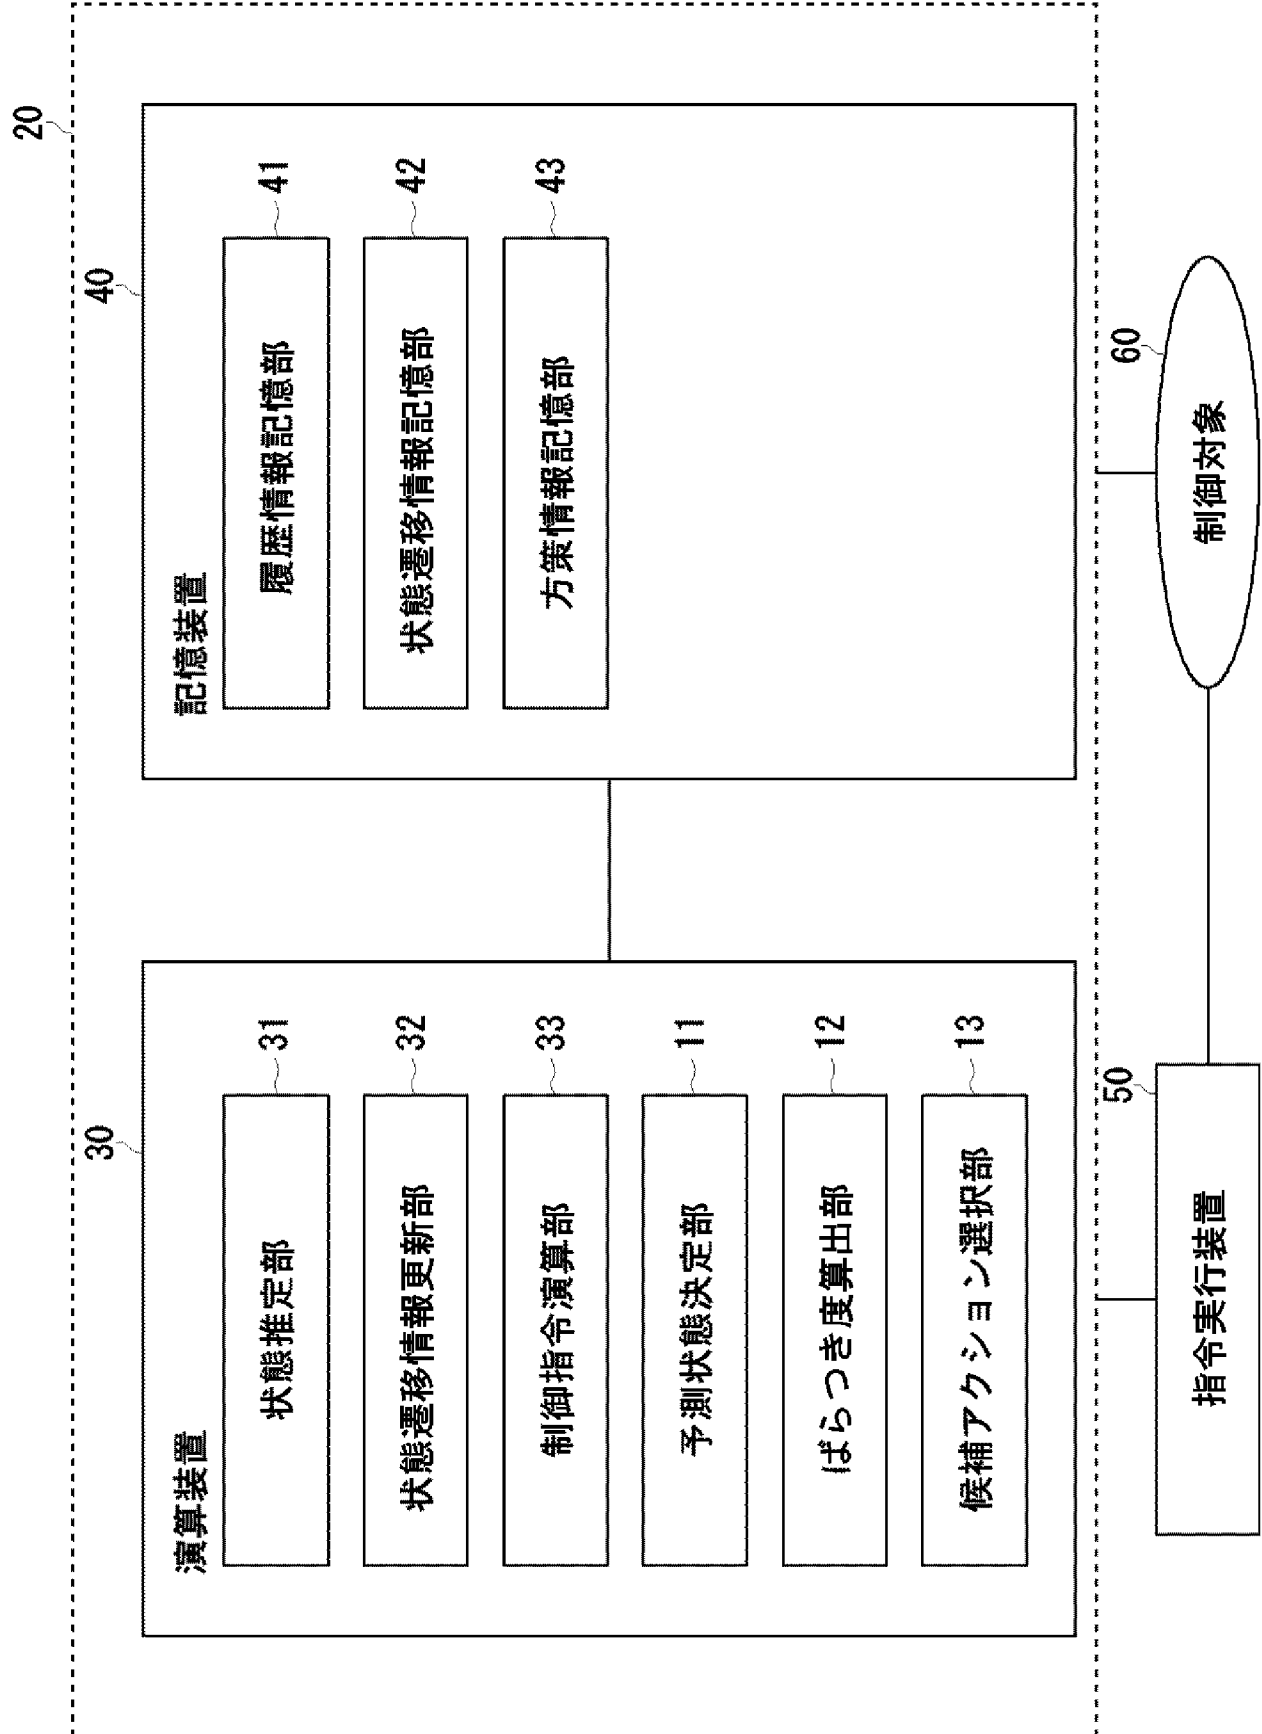 20
30
演算装置
状態推定部
31
状態遷移情報更新部
32
制御指令演算部
33
予測状態決定部
11
ばらつき度算出部
12
候補アクション選択部
13
40
記憶装置
履歴情報記憶部
41
状態遷移情報記憶部
42
方策情報記憶部
43
50
指令実行装置
60
制御対象